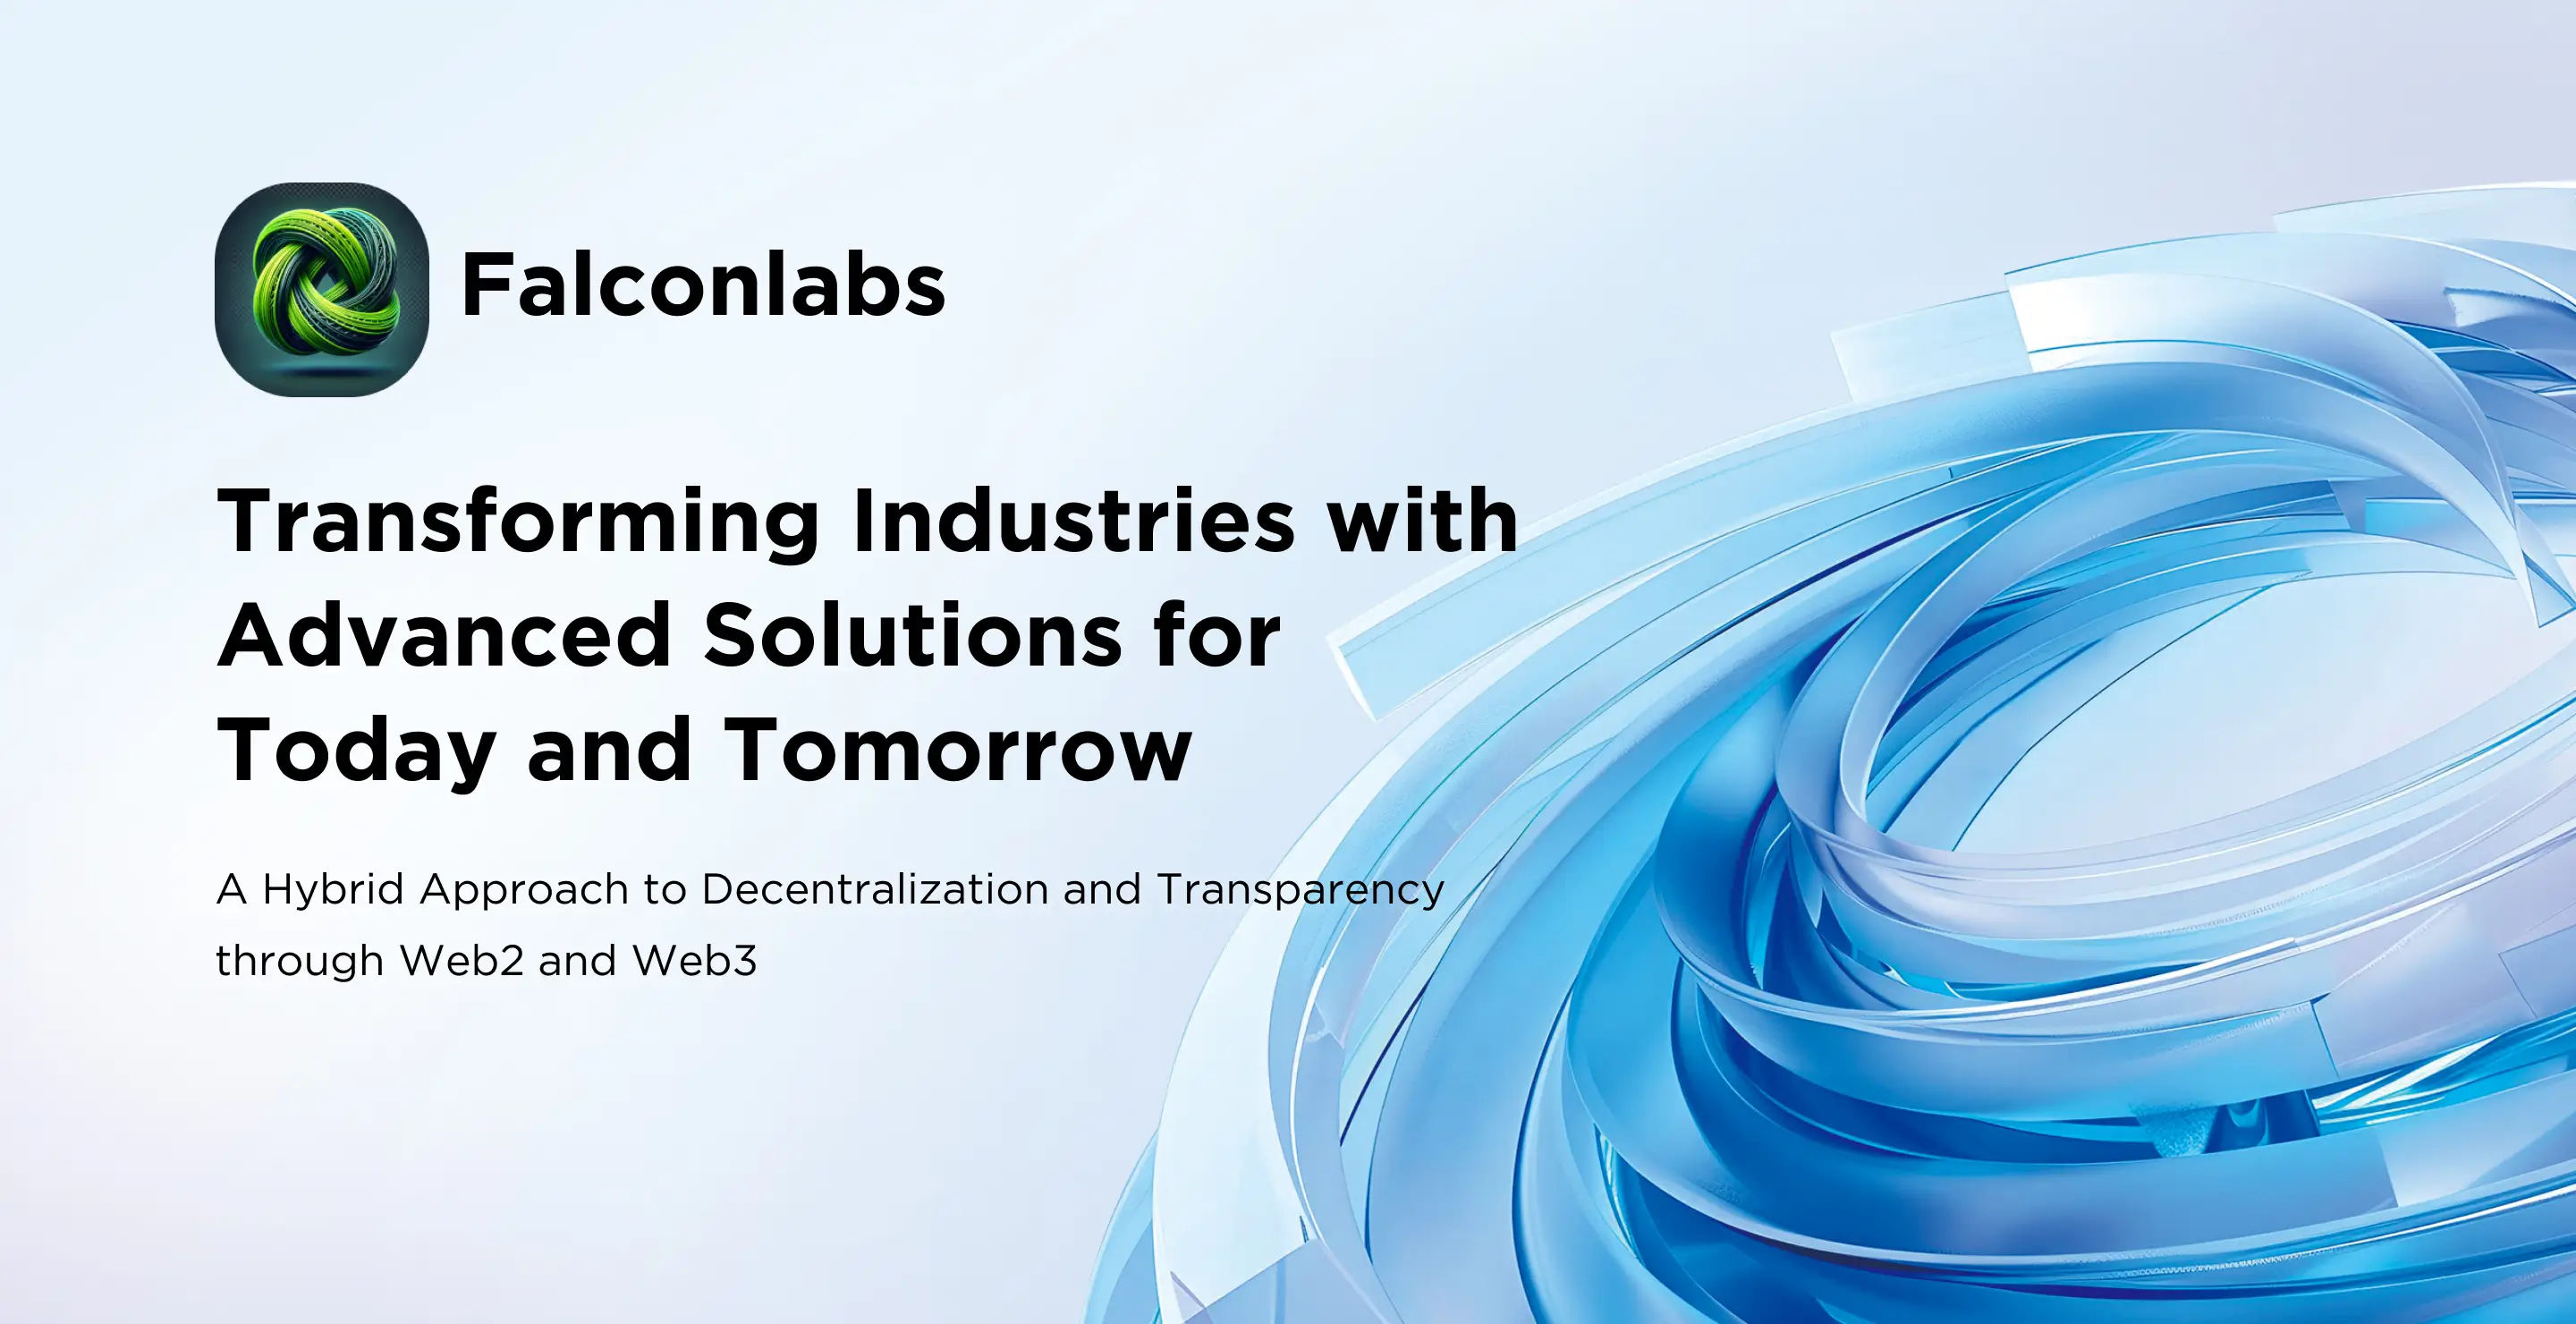 Falconlabs
Transforming Industries with
Advanced Solutions for
Today and Tomorrow
A Hybrid Approach to Decentralization and Transparency
through Web2 and Web3